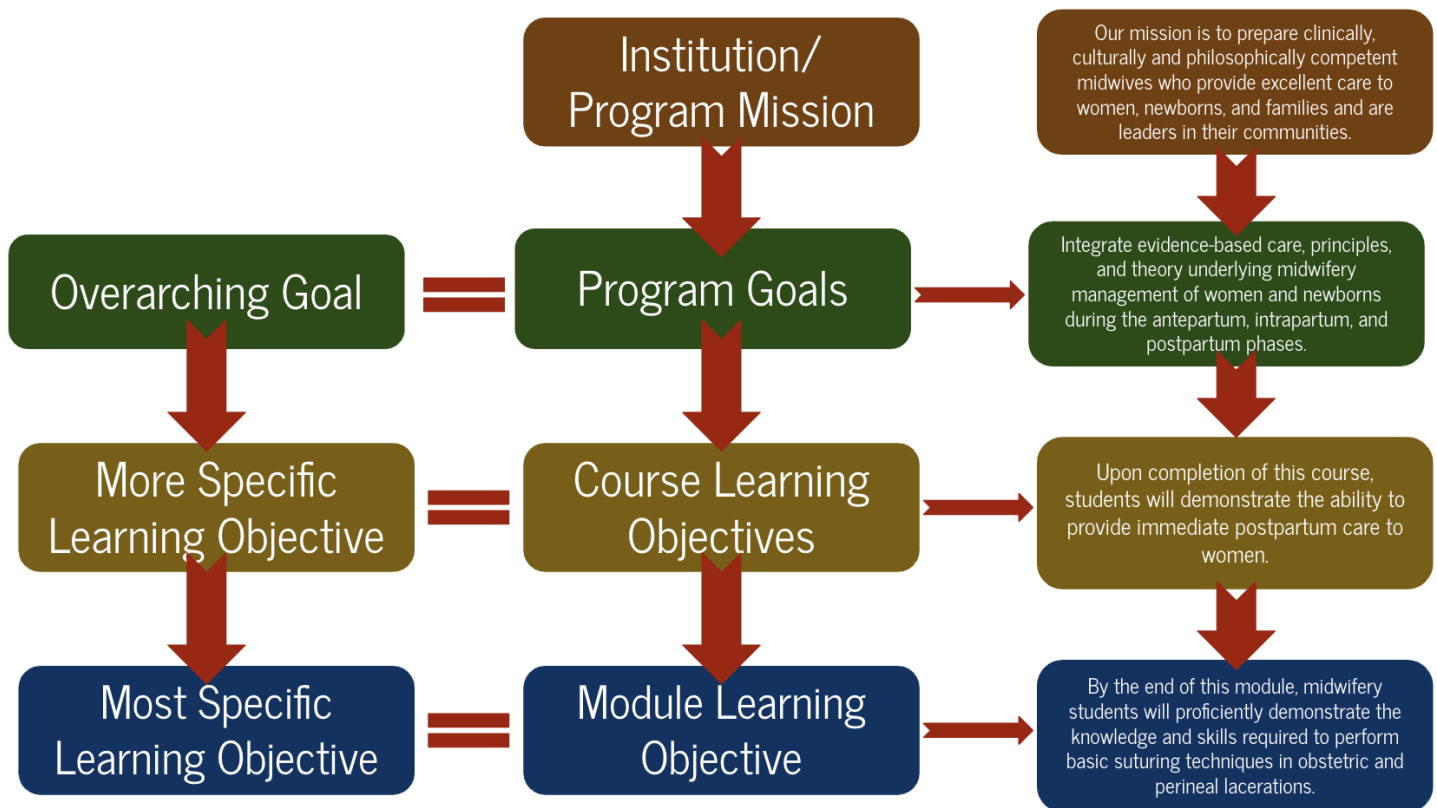 Institution/
Program Mission
Our mission is to prepare clinically,
culturally and philosophically competent
midwives who provide excellent care to
women, newborns, and families and are
leaders in their communities.
Overarching Goal
Program Goals
Integrate evidence-based care, principles,
and theory underlying midwifery
management of women and newborns
during the antepartum, intrapartum, and
postpartum phases.
More Specific
Learning Objective
Course Learning
Objectives
Upon completion of this course,
students will demonstrate the ability to
provide immediate postpartum care to
women.
Most Specific
Learning Objective
Module Learning
Objective
By the end of this module, midwifery
students will proficiently demonstrate the
knowledge and skills required to perform
basic suturing techniques in obstetric and
perineal lacerations.